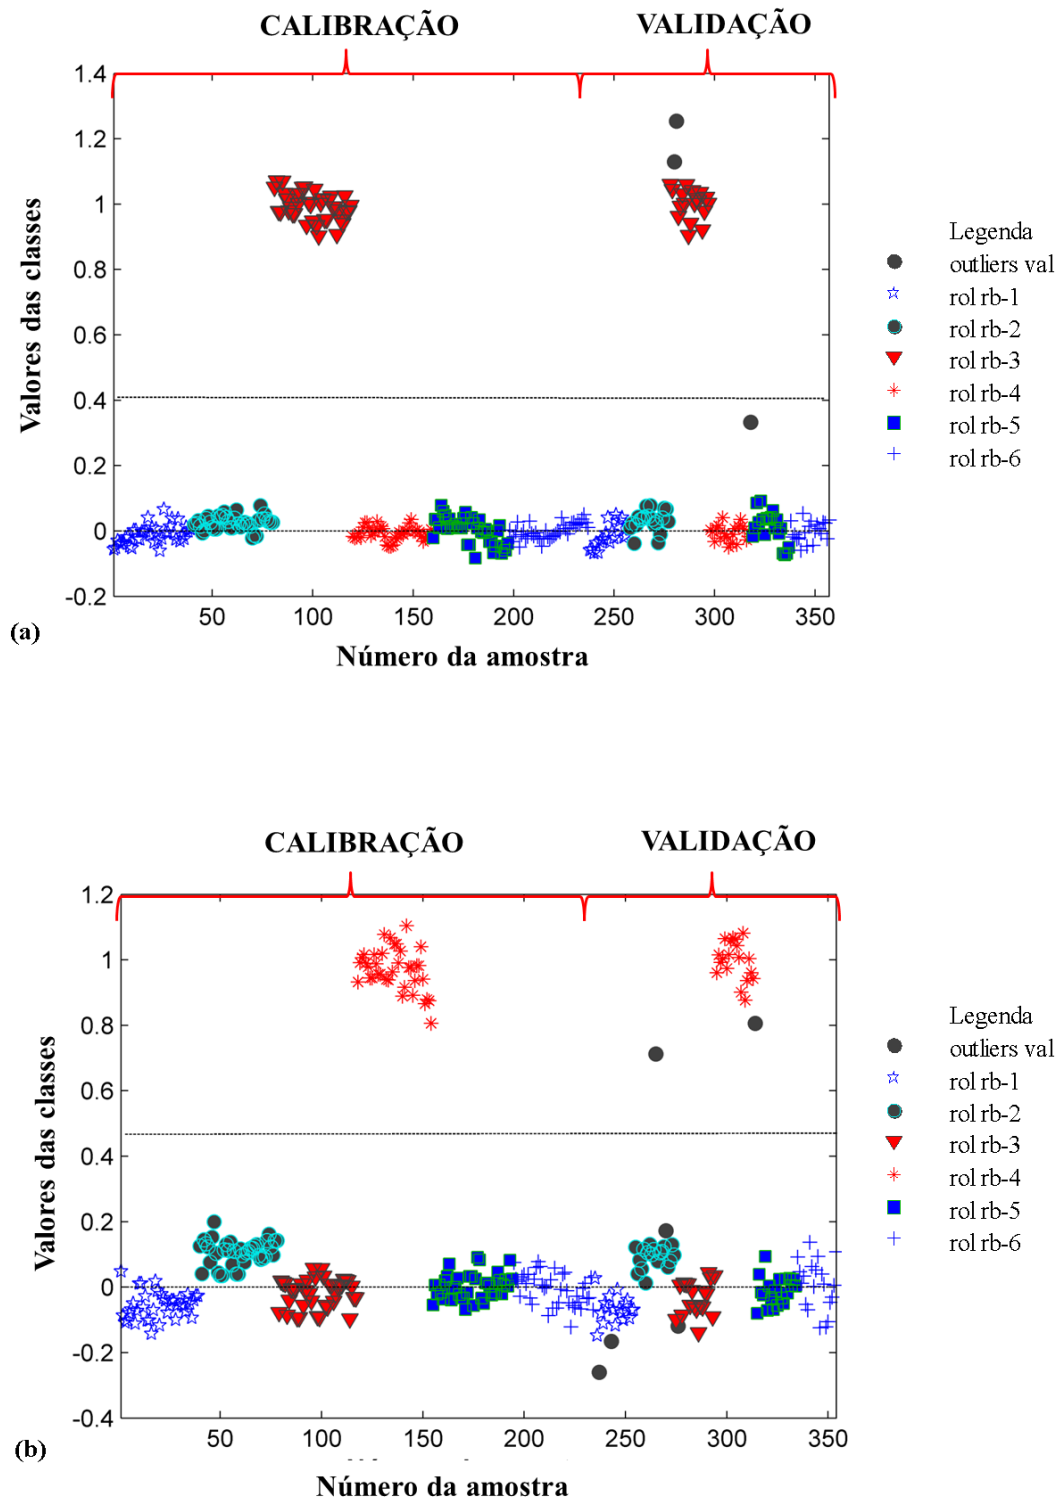 CALIBRAÇÃO
VALIDAÇÃO
1.4
1.2
1
0.8
0.6
0.4
0.2
0
-0.2
50
100
150
200
250
300
350
Valores das classes
Número da amostra
(a)
Legenda
outliers val
rol rb-1
rol rb-2
rol rb-3
rol rb-4
rol rb-5
rol rb-6
CALIBRAÇÃO
VALIDAÇÃO
1.2
1
0.8
0.6
0.4
0.2
0
-0.2
-0.4
50
100
150
200
250
300
350
Valores das classes
Número da amostra
(b)
Legenda
outliers val
rol rb-1
rol rb-2
rol rb-3
rol rb-4
rol rb-5
rol rb-6